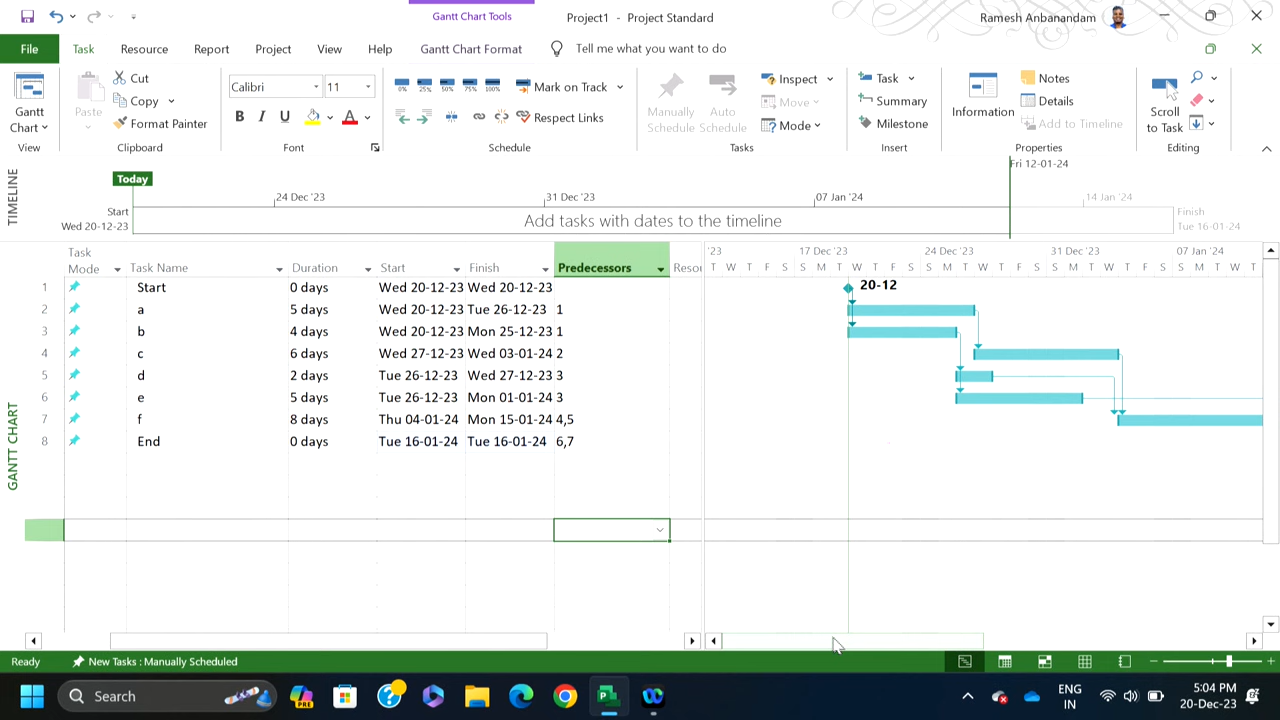 Gantt Chart Tools
Project1 - Project Standard
Ramesh Anbanandam
File Task Resource Report Project View Help Gantt Chart Format Tell me what you want to do
Gantt Chart
View
Paste
Cut
Copy
Format Painter
Clipboard
Calibri 11
B I U A
Font
0% 25% 50% 75% 100%
Mark on Track
Respect Links
Schedule
Manually Schedule
Auto Schedule
Inspect
Move
Mode
Tasks
Task
Summary
Milestone
Insert
Information
Notes
Details
Add to Timeline
Properties
Scroll to Task
Editing
TIMELINE
Today
Fri 12-01-24
24 Dec '23 31 Dec '23 07 Jan '24 14 Jan '24
Start
Wed 20-12-23
Add tasks with dates to the timeline
Finish
Tue 16-01-24
GANTT CHART
Task Mode Task Name Duration Start Finish Predecessors Resou
'23 17 Dec '23 24 Dec '23 31 Dec '23 07 Jan '24
T W T F S S M T W T F S S M T W T F S S M T W T F S S M T W T
1 Start 0 days Wed 20-12-23 Wed 20-12-23
2 a 5 days Wed 20-12-23 Tue 26-12-23 1
3 b 4 days Wed 20-12-23 Mon 25-12-23 1
4 c 6 days Wed 27-12-23 Wed 03-01-24 2
5 d 2 days Tue 26-12-23 Wed 27-12-23 3
6 e 5 days Tue 26-12-23 Mon 01-01-24 3
7 f 8 days Thu 04-01-24 Mon 15-01-24 4,5
8 End 0 days Tue 16-01-24 Tue 16-01-24 6,7
20-12
Ready New Tasks : Manually Scheduled
Search
PRE
ENG
IN
5:04 PM
20-Dec-23